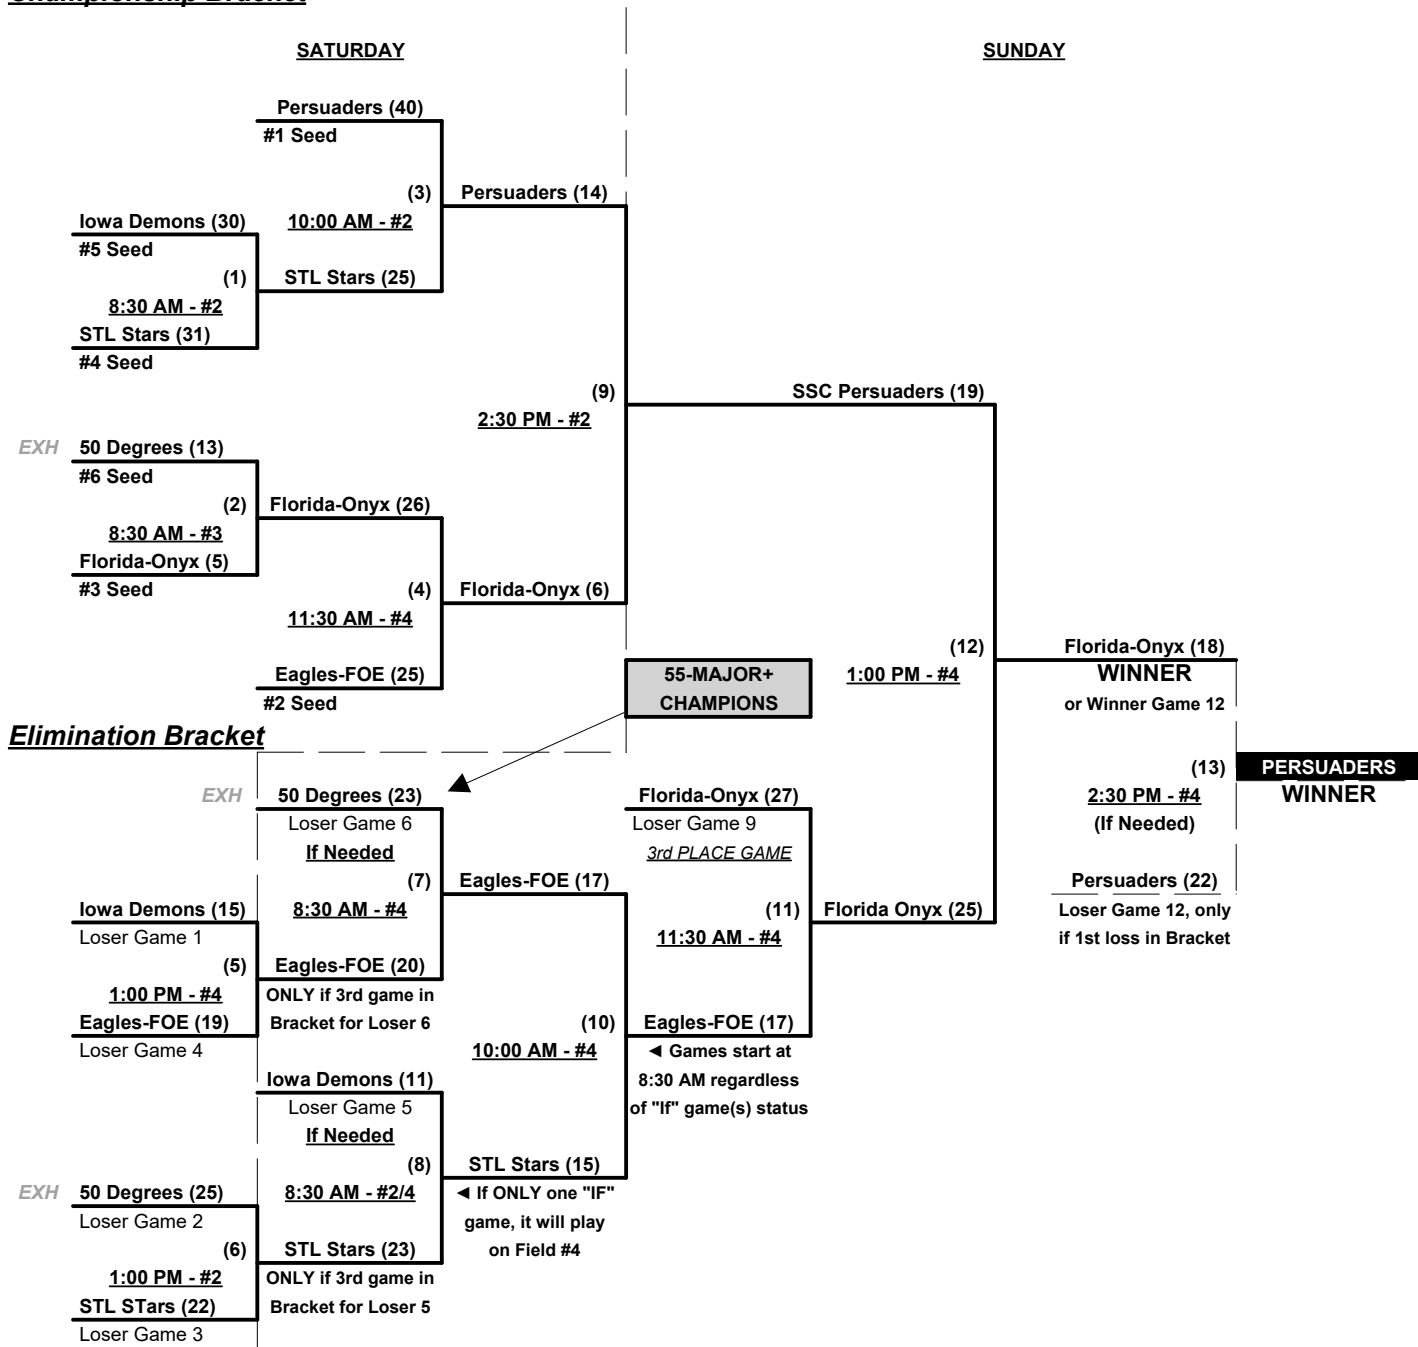 Championship Bracket
SATURDAY
SUNDAY
Persuaders (40)
#1 Seed
(3)
Persuaders (14)
10:00 AM - #2
Iowa Demons (30)
#5 Seed
(1)
STL Stars (25)
8:30 AM - #2
STL Stars (31)
#4 Seed
(9)
SSC Persuaders (19)
2:30 PM - #2
EXH
50 Degrees (13)
#6 Seed
(2)
Florida-Onyx (26)
8:30 AM - #3
Florida-Onyx (5)
#3 Seed
(4)
Florida-Onyx (6)
11:30 AM - #4
Eagles-FOE (25)
#2 Seed
55-MAJOR+
CHAMPIONS
(12)
1:00 PM - #4
Florida-Onyx (18)
WINNER
or Winner Game 12
Elimination Bracket
(13)
PERSUADERS
WINNER
2:30 PM - #4
(If Needed)
EXH
50 Degrees (23)
Loser Game 6
If Needed
Florida-Onyx (27)
Loser Game 9
3rd PLACE GAME
(7)
Eagles-FOE (17)
8:30 AM - #4
Persuaders (22)
Loser Game 12, only
if 1st loss in Bracket
Iowa Demons (15)
Loser Game 1
(11)
Florida Onyx (25)
11:30 AM - #4
(5)
Eagles-FOE (20)
1:00 PM - #4
ONLY if 3rd game in
Bracket for Loser 6
Eagles-FOE (19)
Loser Game 4
(10)
Eagles-FOE (17)
10:00 AM - #4
◄ Games start at
8:30 AM regardless
of "If" game(s) status
Iowa Demons (11)
Loser Game 5
If Needed
(8)
STL Stars (15)
8:30 AM - #2/4
◄ If ONLY one "IF"
game, it will play
on Field #4
EXH
50 Degrees (25)
Loser Game 2
(6)
STL Stars (23)
1:00 PM - #2
ONLY if 3rd game in
Bracket for Loser 5
STL STars (22)
Loser Game 3